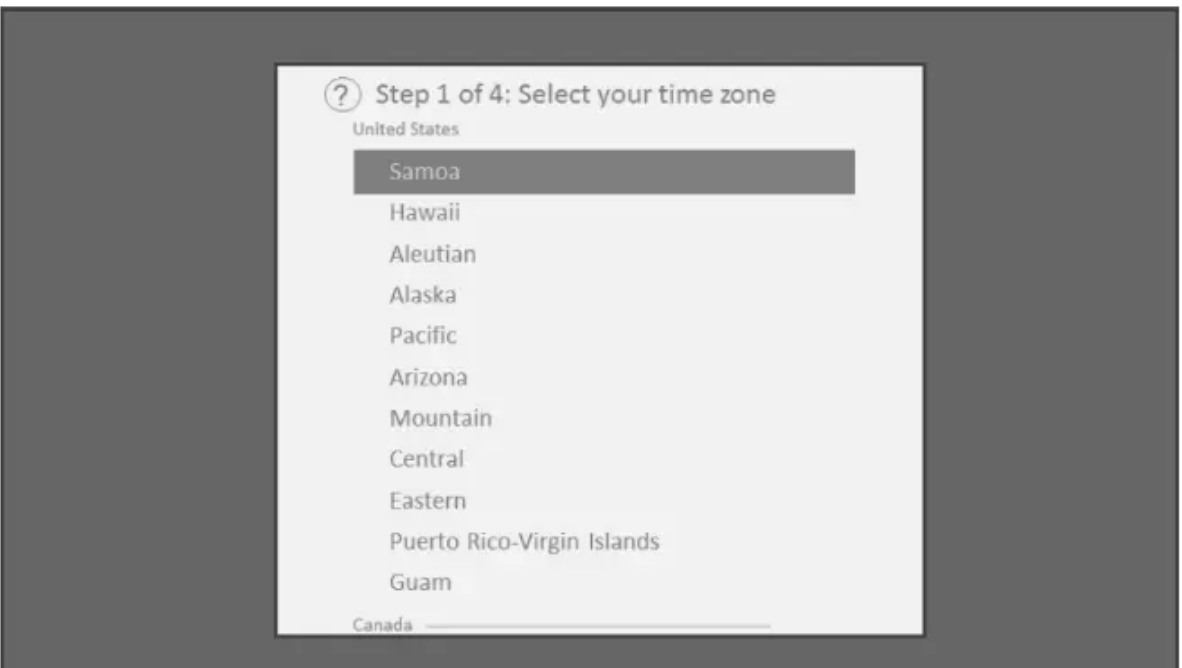 ? Step 1 of 4: Select your time zone
United States
Samoa
Hawaii
Aleutian
Alaska
Pacific
Arizona
Mountain
Central
Eastern
Puerto Rico-Virgin Islands
Guam
Canada